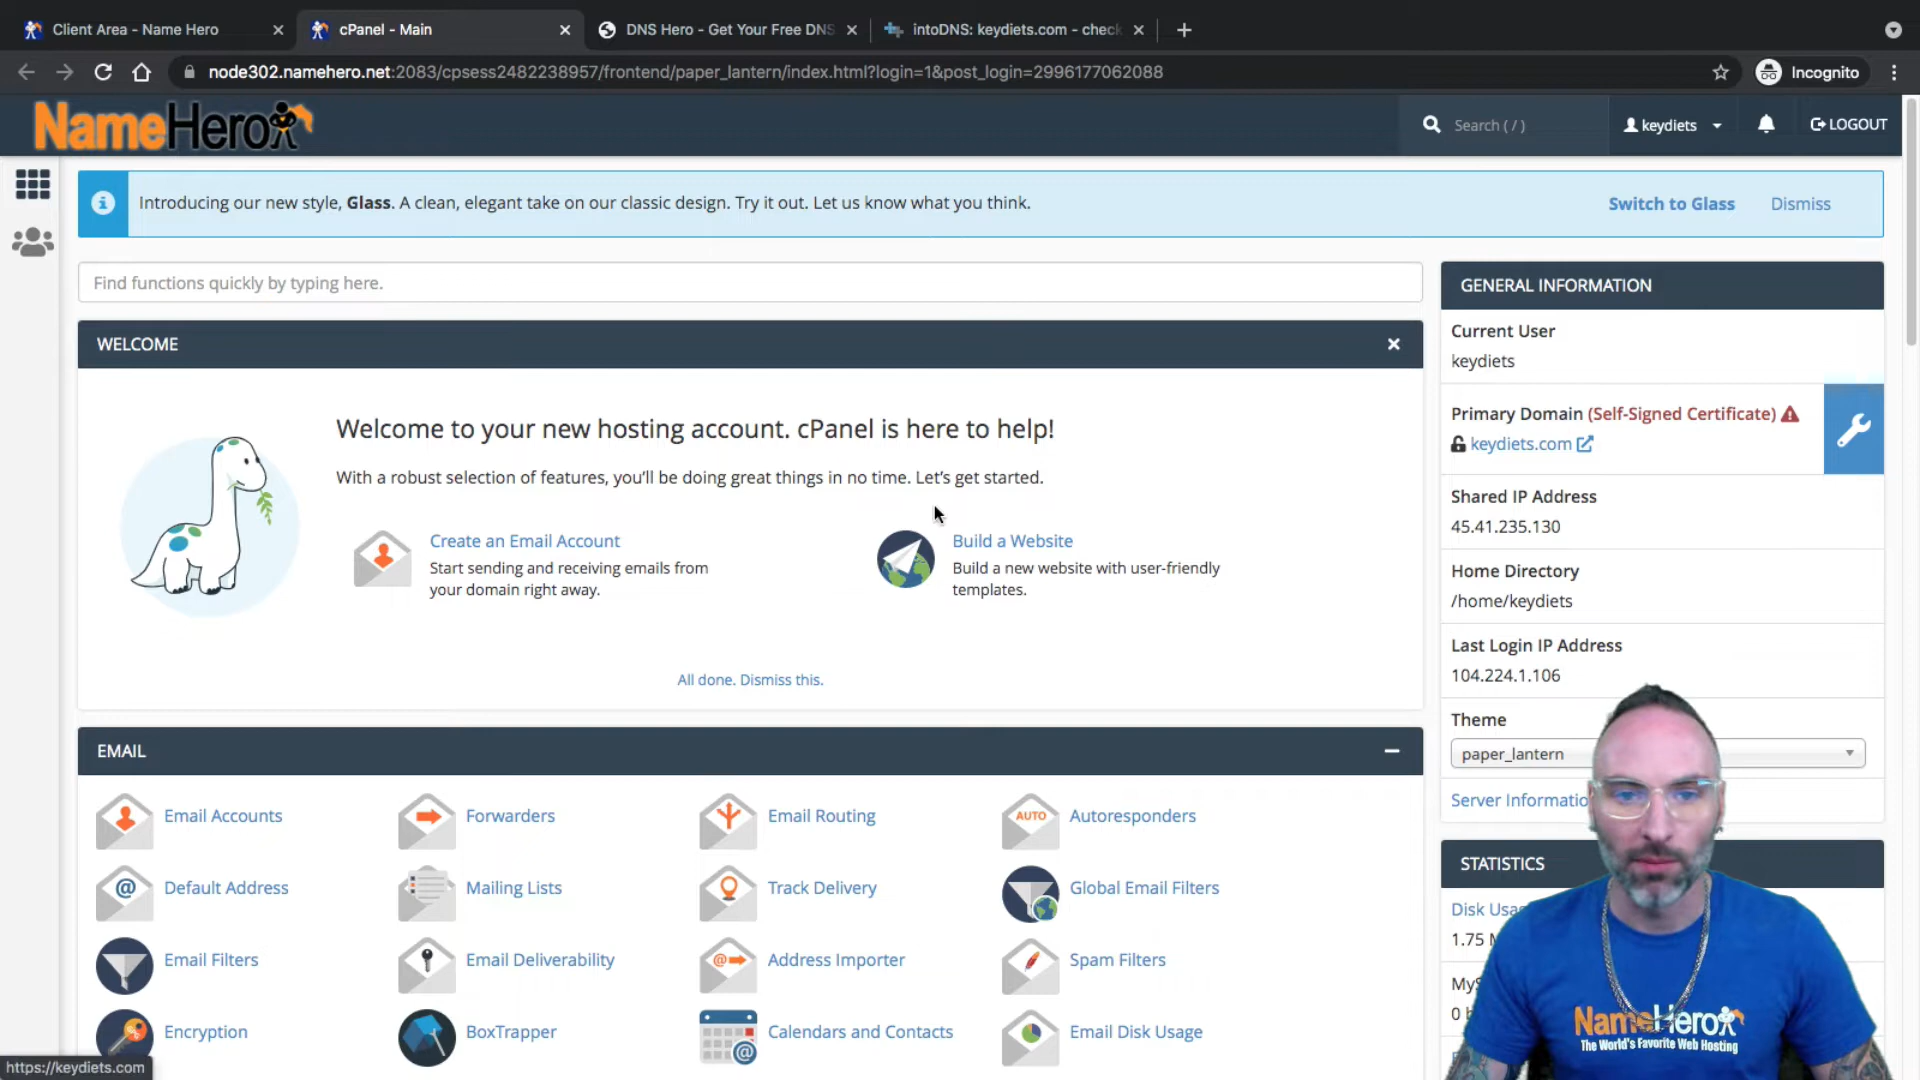 Client Area - Name Hero
cPanel - Main
DNS Hero - Get Your Free DNS
intoDNS: keydiets.com - check
node302.namehero.net:2083/cpsess2482238957/frontend/paper_lantern/index.html?login=1&post_login=2996177062088
Incognito
NameHero
Search ( / )
keydiets
LOGOUT
Introducing our new style, Glass. A clean, elegant take on our classic design. Try it out. Let us know what you think.
Switch to Glass
Dismiss
Find functions quickly by typing here.
WELCOME
Welcome to your new hosting account. cPanel is here to help!
With a robust selection of features, you'll be doing great things in no time. Let's get started.
Create an Email Account
Start sending and receiving emails from
your domain right away.
Build a Website
Build a new website with user-friendly
templates.
All done. Dismiss this.
EMAIL
Email Accounts
Forwarders
Email Routing
AUTO
Autoresponders
Default Address
Mailing Lists
Track Delivery
Global Email Filters
Email Filters
Email Deliverability
Address Importer
Spam Filters
Encryption
BoxTrapper
Calendars and Contacts
Email Disk Usage
GENERAL INFORMATION
Current User
keydiets
Primary Domain (Self-Signed Certificate)
keydiets.com
Shared IP Address
45.41.235.130
Home Directory
/home/keydiets
Last Login IP Address
104.224.1.106
Theme
paper_lantern
Server Informatio
STATISTICS
Disk Usa
1.75 M
My
0 b
NameHero
The World's Favorite Web Hosting
https://keydiets.com